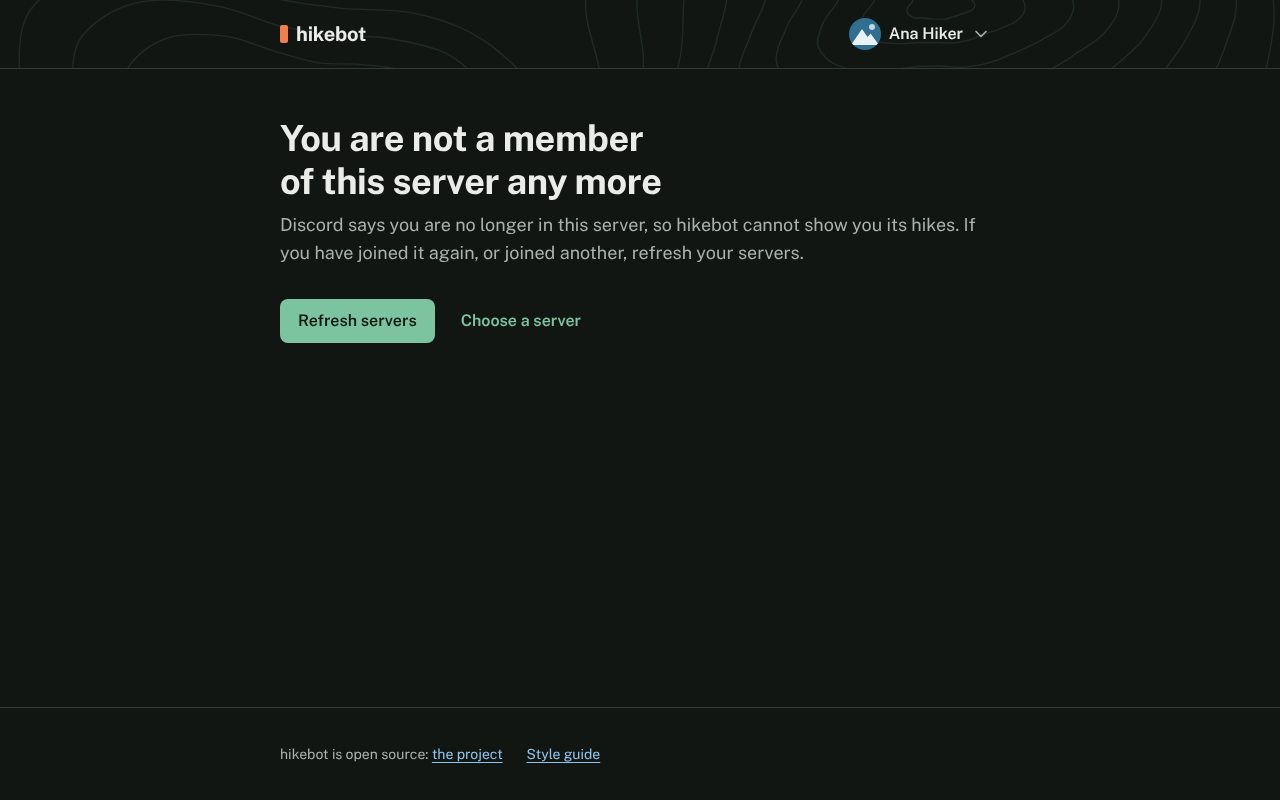 hikebot
Ana Hiker
You are not a member
of this server any more
Discord says you are no longer in this server, so hikebot cannot show you its hikes. If
you have joined it again, or joined another, refresh your servers.
Refresh servers
Choose a server
hikebot is open source: the project
Style guide